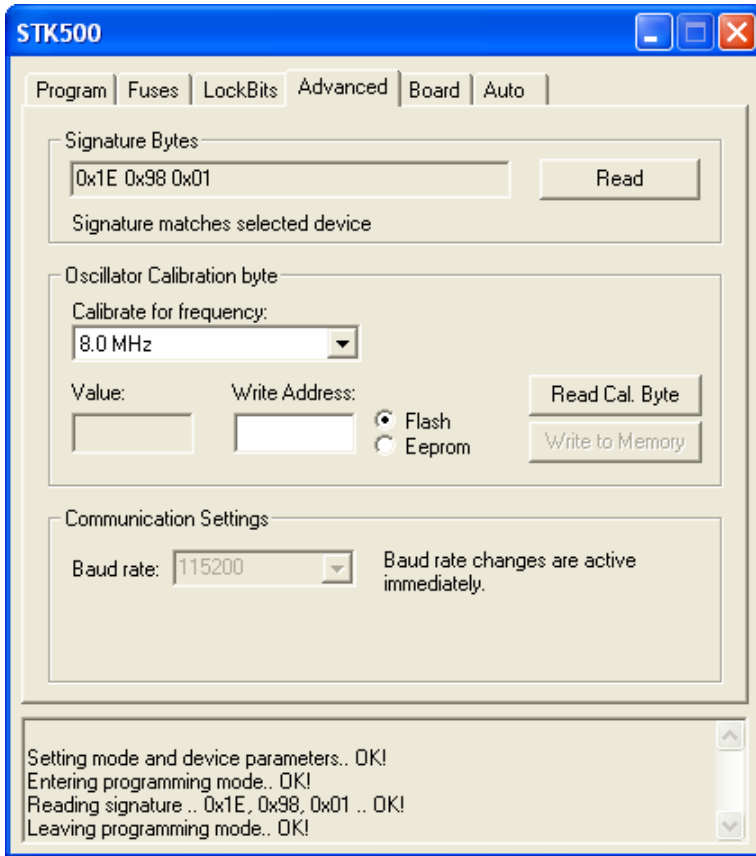 STK500
Program Fuses LockBits Advanced Board Auto
Signature Bytes
0x1E 0x98 0x01
Read
Signature matches selected device
Oscillator Calibration byte
Calibrate for frequency:
8.0 MHz
Value: Write Address:
Flash
Eeprom
Read Cal. Byte
Write to Memory
Communication Settings
Baud rate: 115200
Baud rate changes are active
immediately.
Setting mode and device parameters.. OK!
Entering programming mode.. OK!
Reading signature .. 0x1E, 0x98, 0x01 .. OK!
Leaving programming mode.. OK!